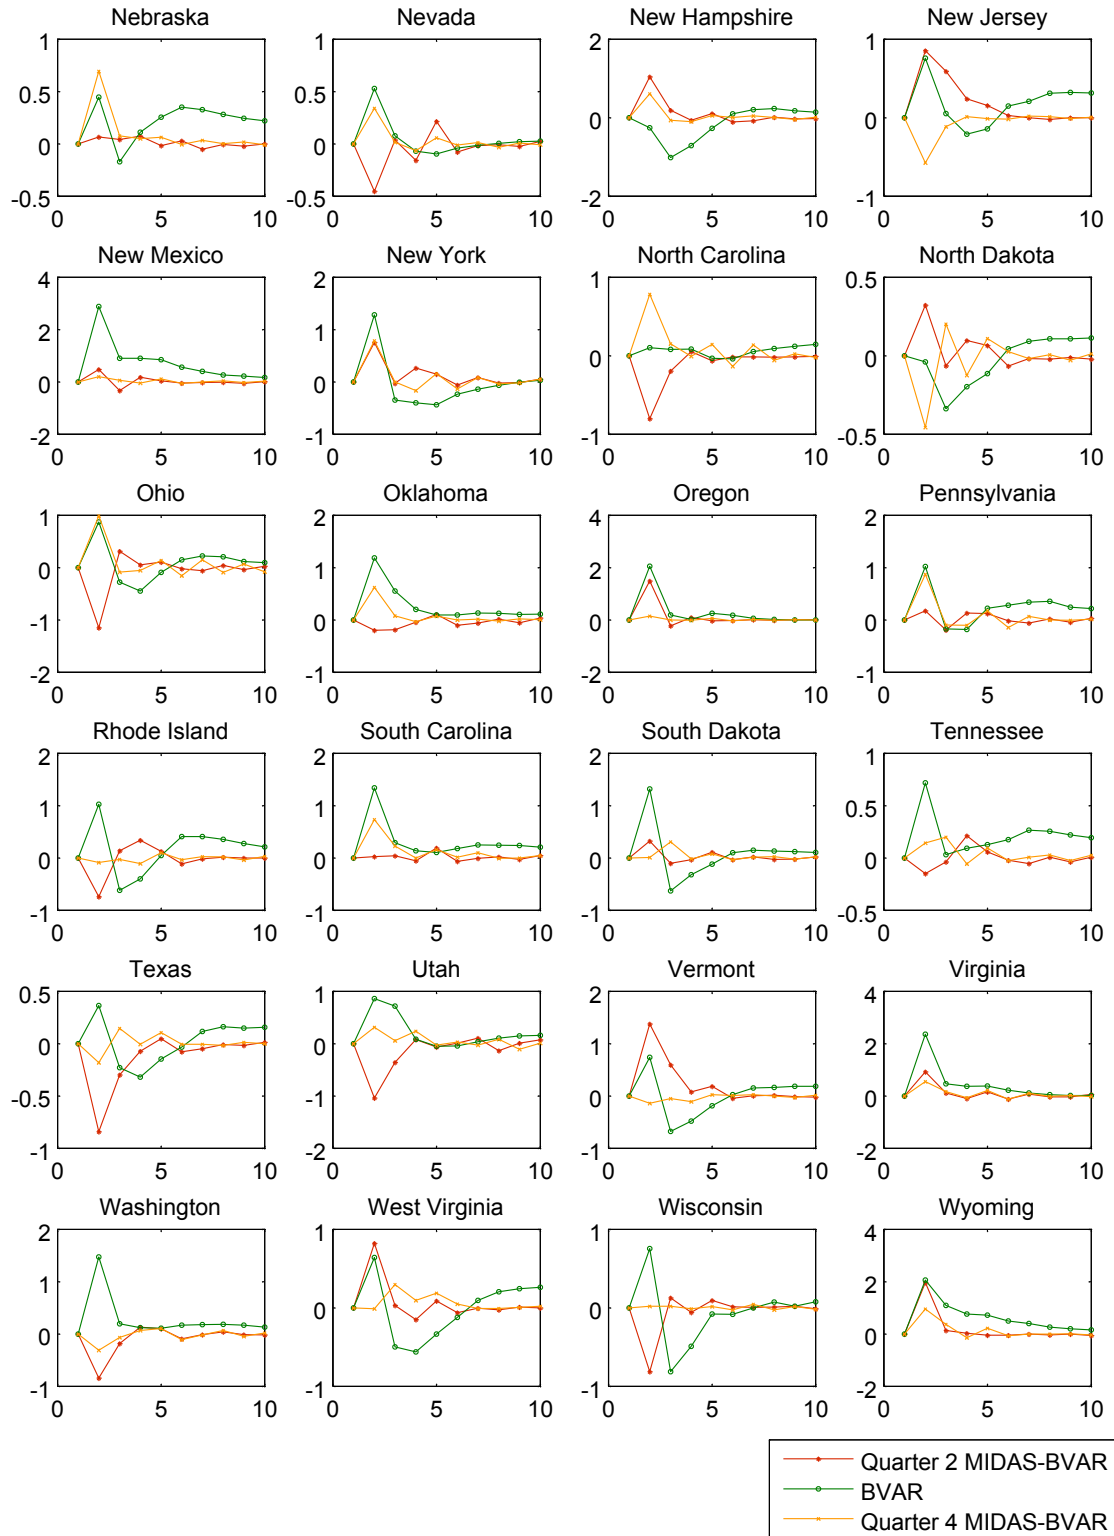 Nebraska
Nevada
New Hampshire
New Jersey
1
0.5
0
-0.5
0 5 10
1
0.5
0
-0.5
0 5 10
2
0
-2
0 5 10
1
0
-1
0 5 10
New Mexico
New York
North Carolina
North Dakota
4
2
0
-2
0 5 10
2
1
0
-1
0 5 10
1
0
-1
0 5 10
0.5
0
-0.5
0 5 10
Ohio
Oklahoma
Oregon
Pennsylvania
1
0
-1
-2
0 5 10
2
1
0
-1
0 5 10
4
2
0
-2
0 5 10
2
1
0
-1
0 5 10
Rhode Island
South Carolina
South Dakota
Tennessee
2
1
0
-1
0 5 10
2
1
0
-1
0 5 10
2
1
0
-1
0 5 10
1
0.5
0
-0.5
0 5 10
Texas
Utah
Vermont
Virginia
0.5
0
-0.5
-1
0 5 10
1
0
-1
-2
0 5 10
2
1
0
-1
0 5 10
4
2
0
-2
0 5 10
Washington
West Virginia
Wisconsin
Wyoming
2
1
0
-1
0 5 10
1
0
-1
0 5 10
1
0
-1
0 5 10
4
2
0
-2
0 5 10
Quarter 2 MIDAS-BVAR
BVAR
Quarter 4 MIDAS-BVAR